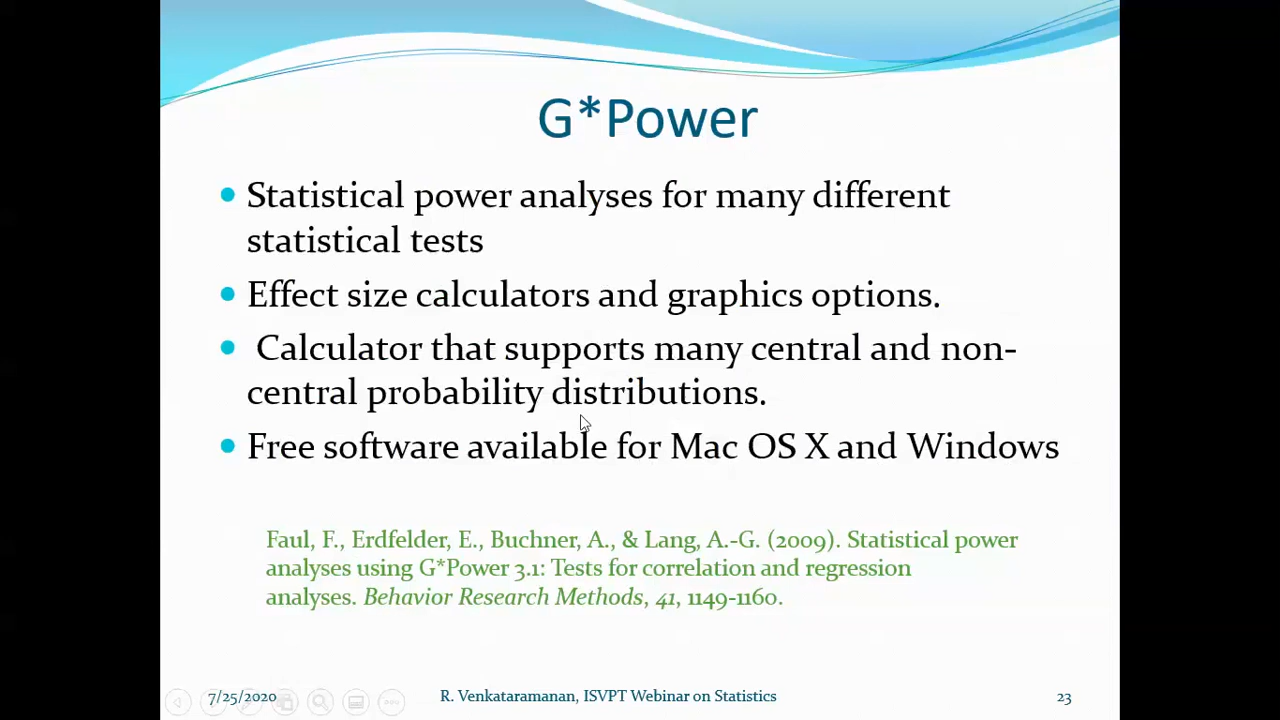 G*Power
Statistical power analyses for many different
statistical tests
Effect size calculators and graphics options.
Calculator that supports many central and non-
central probability distributions.
Free software available for Mac OS X and Windows
Faul, F., Erdfelder, E., Buchner, A., & Lang, A.-G. (2009). Statistical power
analyses using G*Power 3.1: Tests for correlation and regression
analyses. Behavior Research Methods, 41, 1149-1160.
7/25/2020
R. Venkataramanan, ISVPT Webinar on Statistics
23